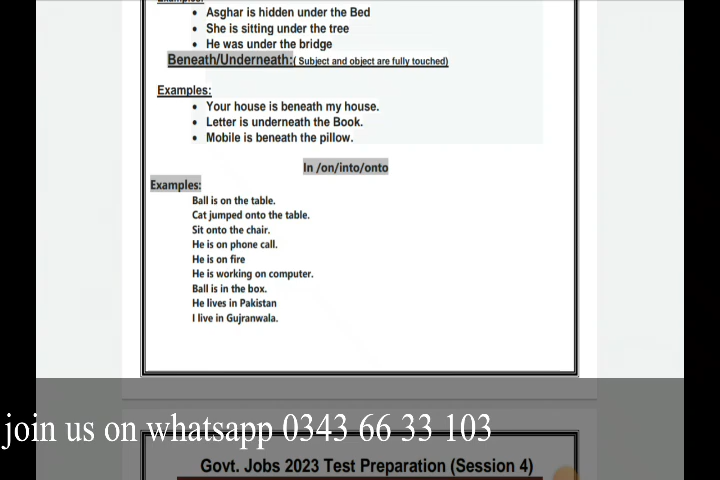 Examples:
• Asghar is hidden under the Bed
• She is sitting under the tree
• He was under the bridge
Beneath/Underneath:( Subject and object are fully touched)
Examples:
• Your house is beneath my house.
• Letter is underneath the Book.
• Mobile is beneath the pillow.
In /on/into/onto
Examples:
Ball is on the table.
Cat jumped onto the table.
Sit onto the chair.
He is on phone call.
He is on fire
He is working on computer.
Ball is in the box.
He lives in Pakistan
I live in Gujranwala.
join us on whatsapp 0343 66 33 103
Govt. Jobs 2023 Test Preparation (Session 4)